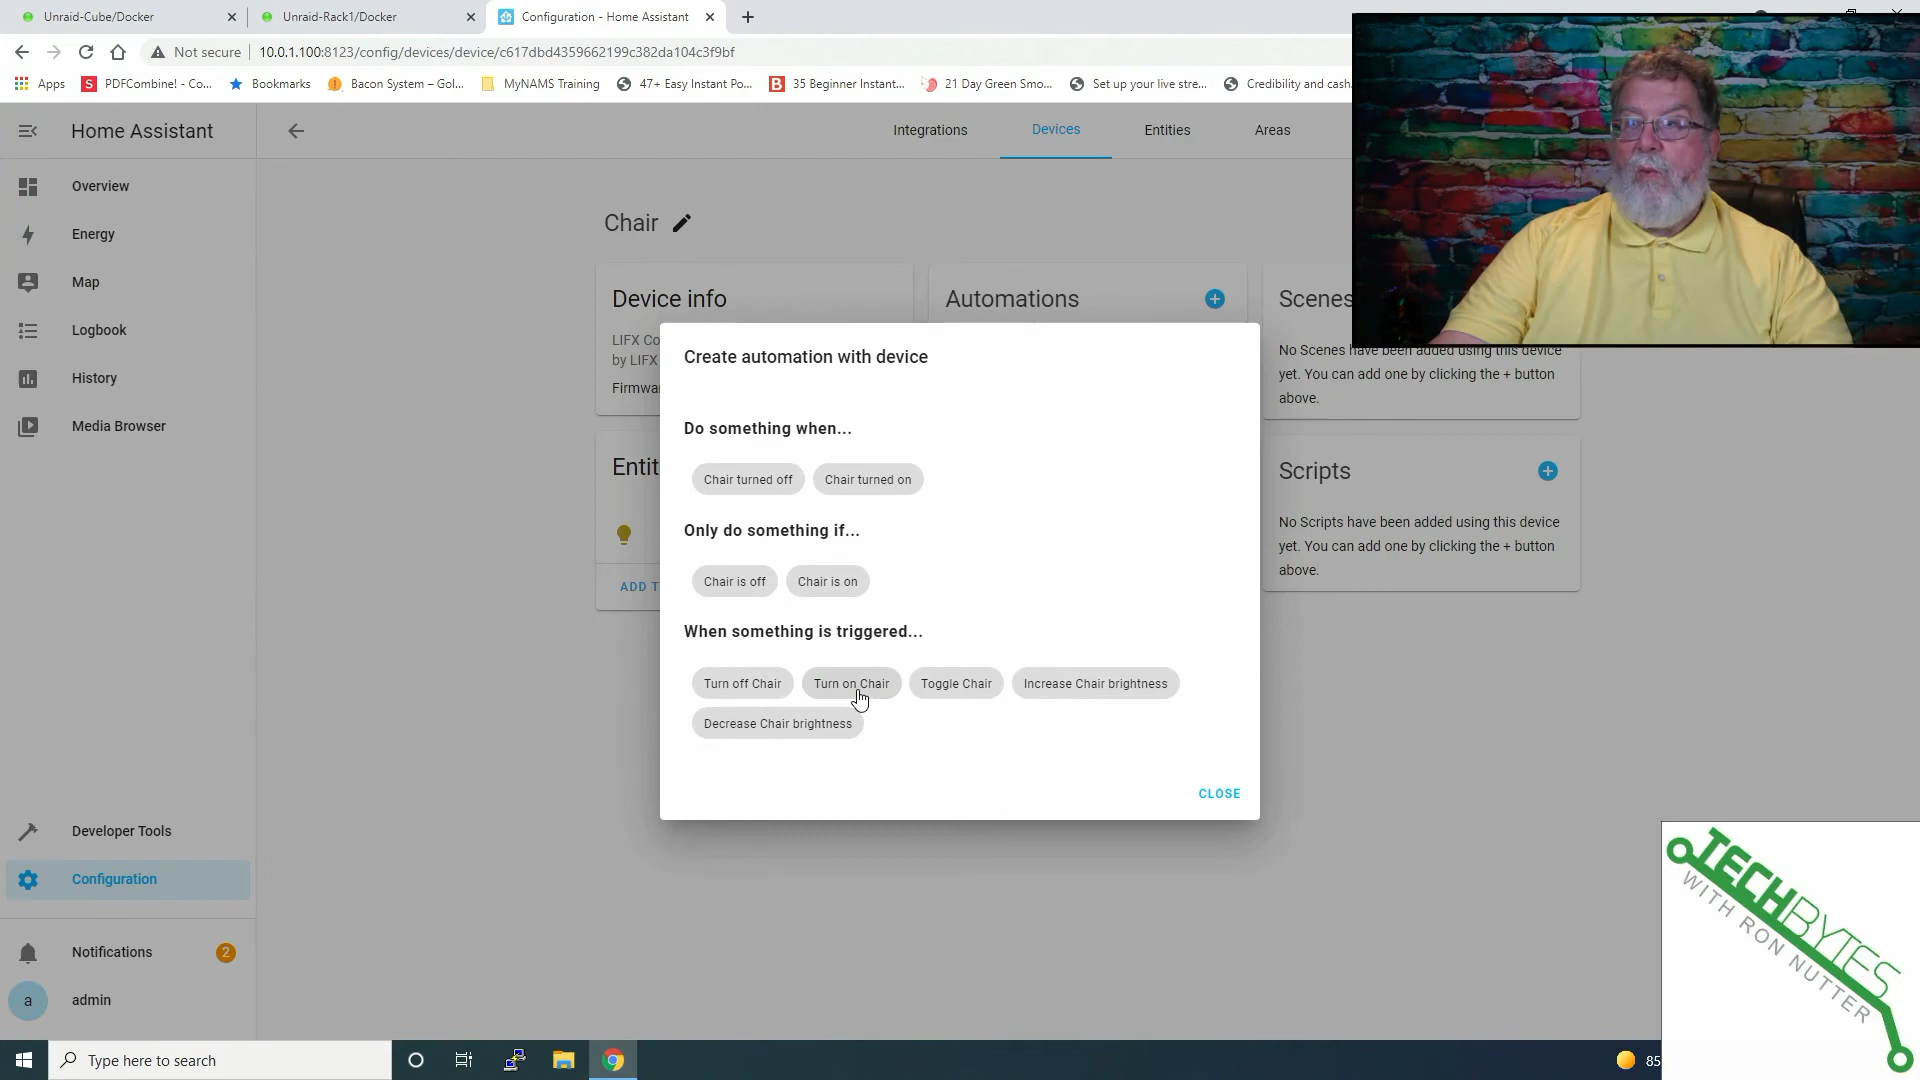 Unraid-Cube/Docker
Unraid-Rack1/Docker
Configuration - Home Assistant
Not secure
10.0.1.100:8123/config/devices/device/c617dbd4359662199c382da104c3f9bf
Apps
PDFCombine! - Co...
Bookmarks
Bacon System – Gol...
MyNAMS Training
47+ Easy Instant Po...
35 Beginner Instant...
21 Day Green Smo...
Set up your live stre...
Credibility and cash
Home Assistant
Integrations
Devices
Entities
Areas
Overview
Energy
Map
Logbook
History
Media Browser
Developer Tools
Configuration
Notifications
2
a
admin
Chair
Device info
LIFX Co
by LIFX
Firmwa
Entit
ADD T
Automations
Scenes
No Scenes have been added using this device
yet. You can add one by clicking the + button
above.
Scripts
No Scripts have been added using this device
yet. You can add one by clicking the + button
above.
Create automation with device
Do something when...
Chair turned off
Chair turned on
Only do something if...
Chair is off
Chair is on
When something is triggered...
Turn off Chair
Turn on Chair
Toggle Chair
Increase Chair brightness
Decrease Chair brightness
CLOSE
TECHBYTES
WITH RON NUTTER
Type here to search
85